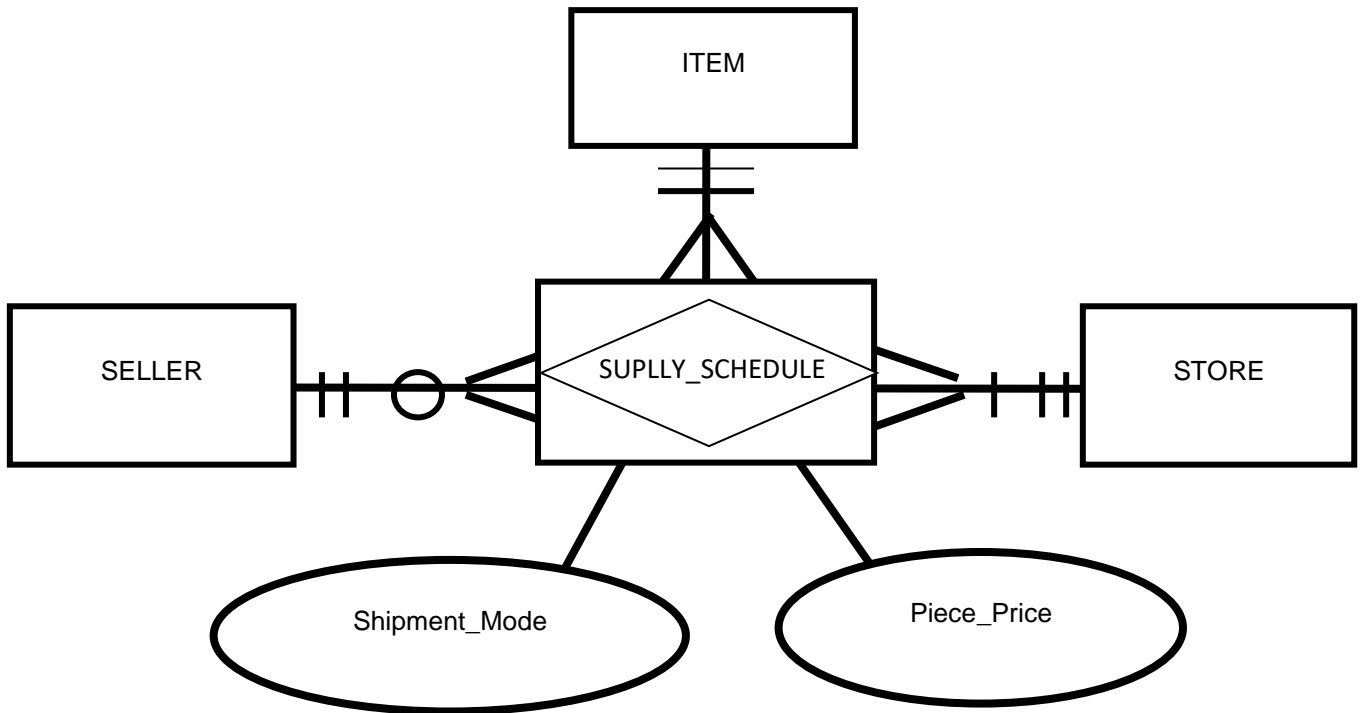 ITEM
SELLER
SUPLLY_SCHEDULE
STORE
Shipment_Mode
Piece_Price